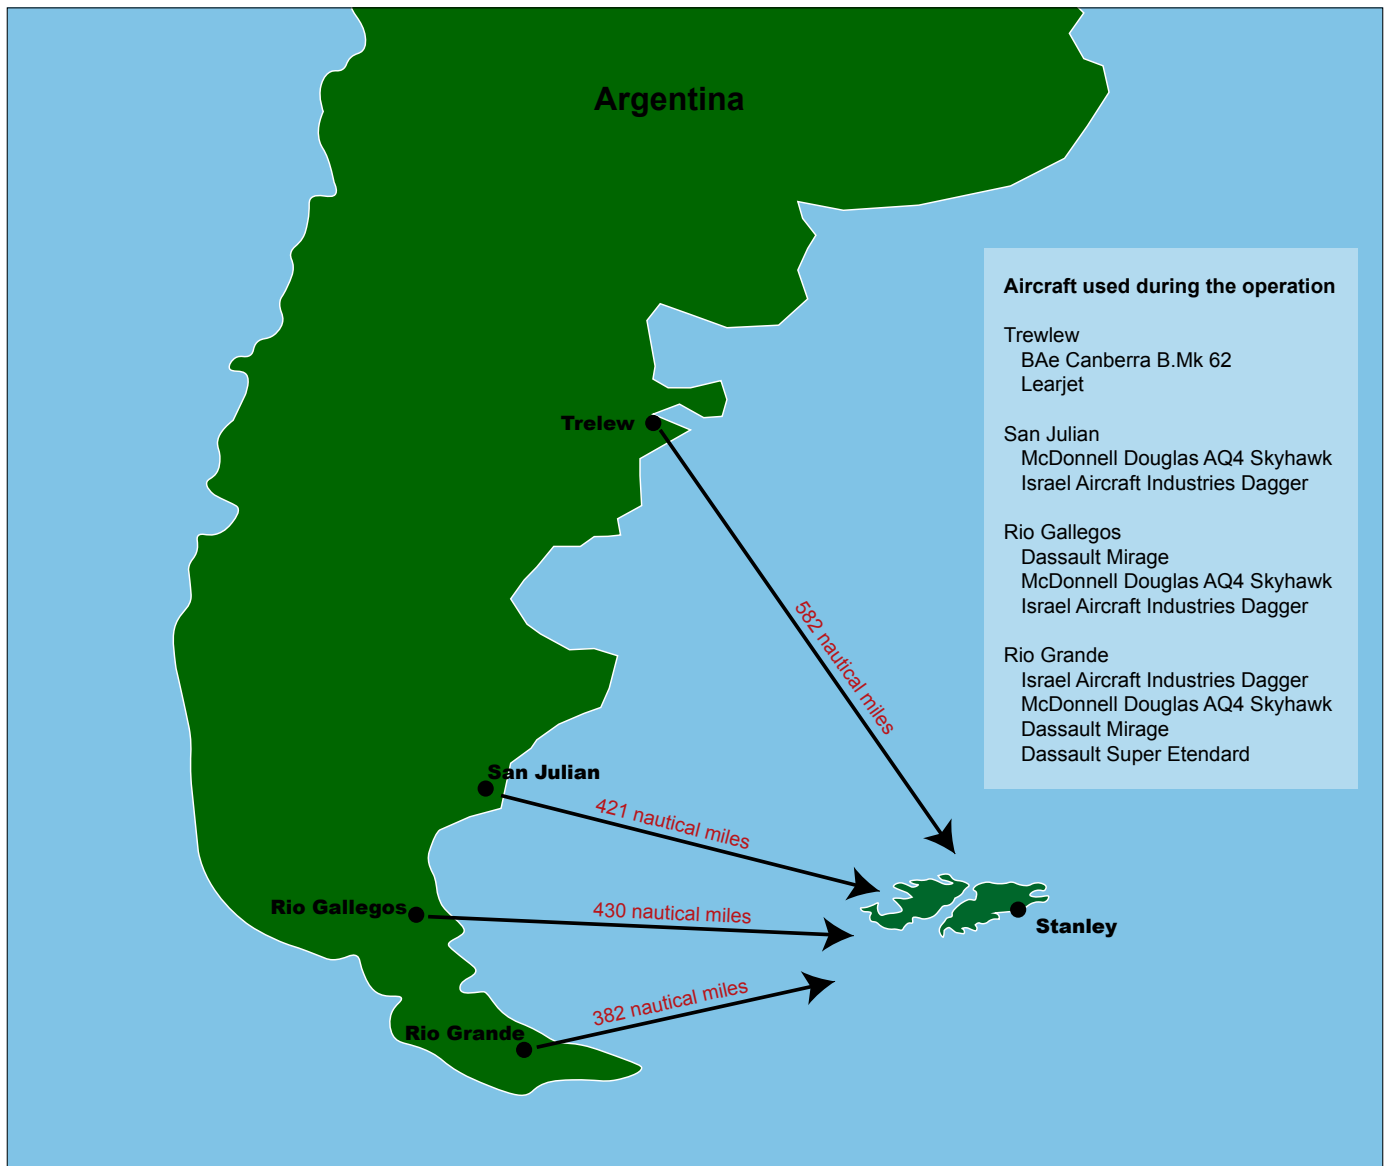 Argentina
Aircraft used during the operation
Trewlew
BAe Canberra B.Mk 62
Learjet
San Julian
McDonnell Douglas AQ4 Skyhawk
Israel Aircraft Industries Dagger
Rio Gallegos
Dassault Mirage
McDonnell Douglas AQ4 Skyhawk
Israel Aircraft Industries Dagger
Rio Grande
Israel Aircraft Industries Dagger
McDonnell Douglas AQ4 Skyhawk
Dassault Mirage
Dassault Super Etendard
Trelew
582 nautical miles
San Julian
421 nautical miles
Rio Gallegos
430 nautical miles
Stanley
382 nautical miles
Rio Grande